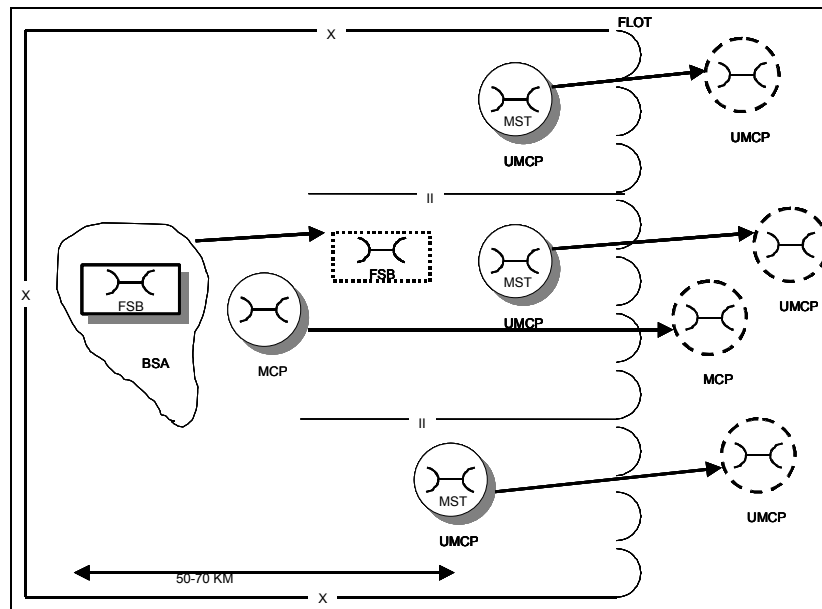 X
FLOT
MST
UMCP
UMCP
II
FSB
MST
UMCP
UMCP
X
FSB
BSA
MCP
MCP
II
MST
UMCP
UMCP
50-70 KM
X